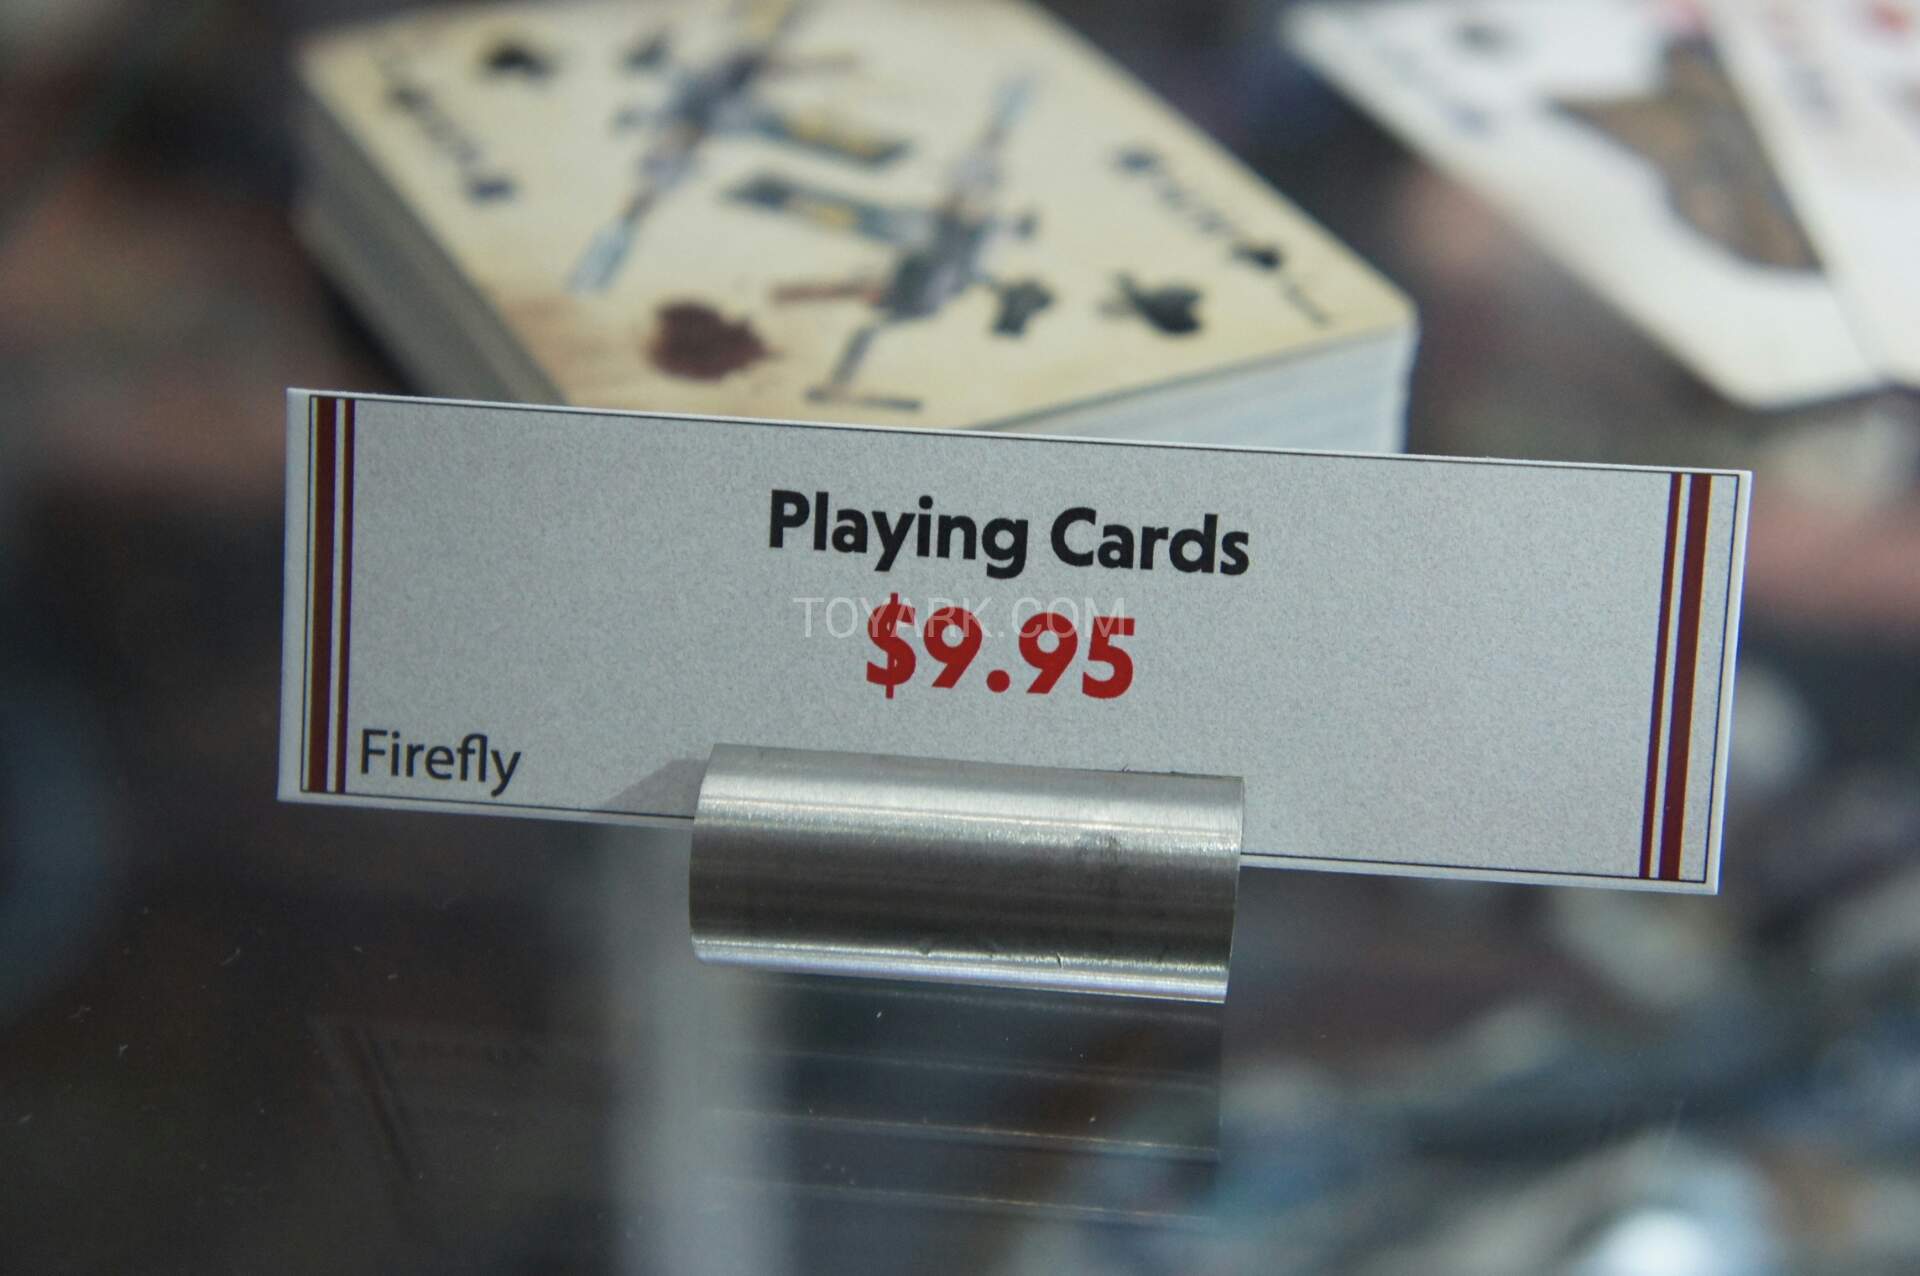 Playing Cards
TOYARK.COM
$9.95
Firefly